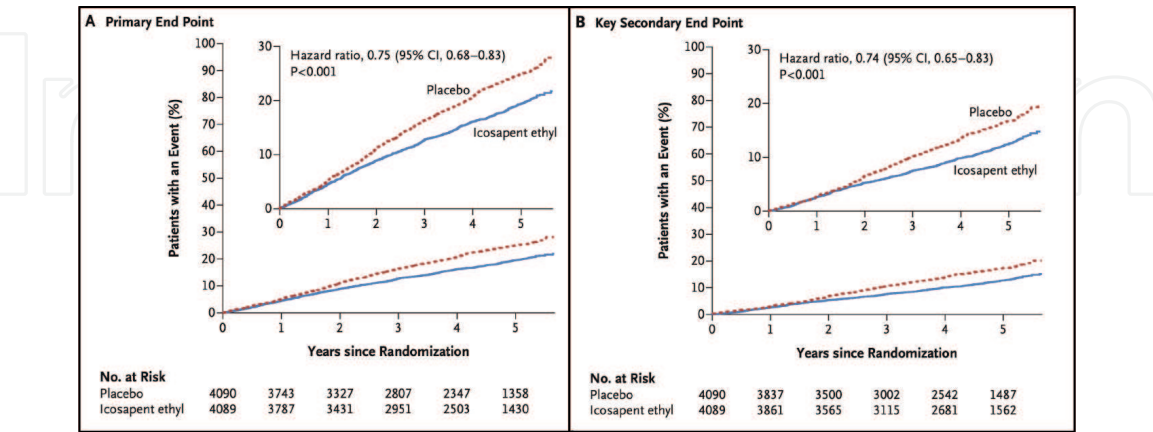 A Primary End Point
Patients with an Event (%)
100
90
80
70
60
50
40
30
20
10
0
0 1 2 3 4 5
30
20
10
0
0 1 2 3 4 5
Hazard ratio, 0.75 (95% CI, 0.68–0.83)
P<0.001
Placebo
Icosapent ethyl
Years since Randomization
No. at Risk
Placebo 4090 3743 3327 2807 2347 1358
Icosapent ethyl 4089 3787 3431 2951 2503 1430
B Key Secondary End Point
Patients with an Event (%)
100
90
80
70
60
50
40
30
20
10
0
0 1 2 3 4 5
30
20
10
0
0 1 2 3 4 5
Hazard ratio, 0.74 (95% CI, 0.65–0.83)
P<0.001
Placebo
Icosapent ethyl
Years since Randomization
No. at Risk
Placebo 4090 3837 3500 3002 2542 1487
Icosapent ethyl 4089 3861 3565 3115 2681 1562